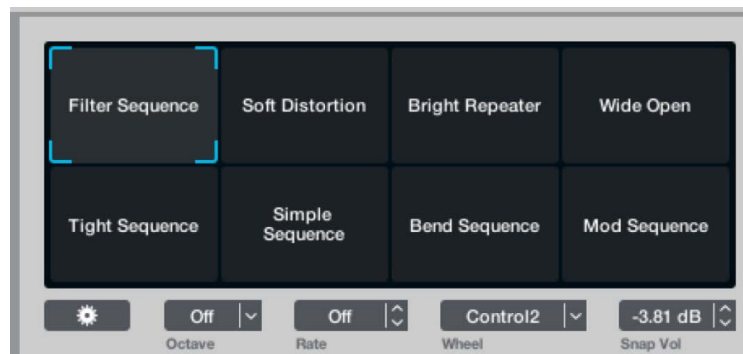 Filter Sequence
Soft Distortion
Bright Repeater
Wide Open
Tight Sequence
Simple
Sequence
Bend Sequence
Mod Sequence
Off
Off
Control2
-3.81 dB
Octave
Rate
Wheel
Snap Vol